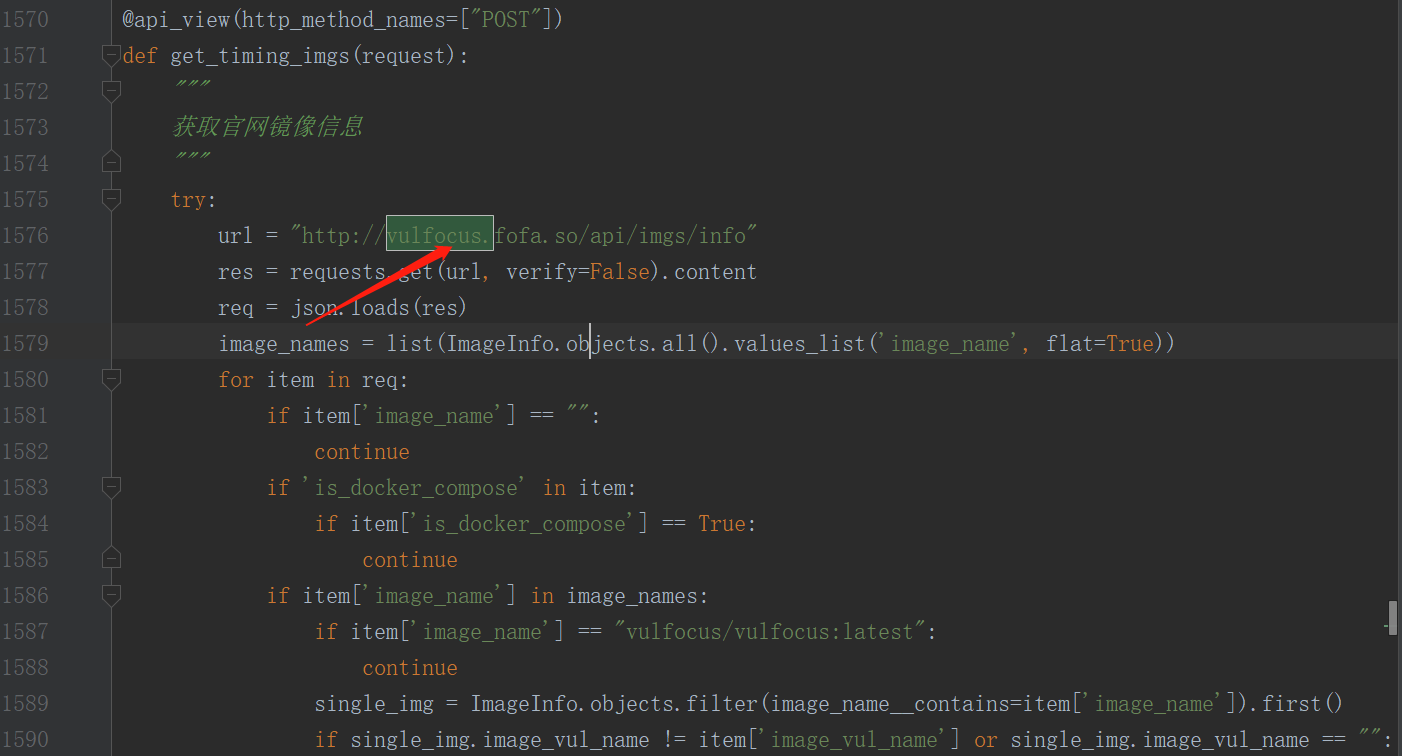 1570 @api_view(http_method_names=["POST"])
1571 def get_timing_imgs(request):
1572 """
1573 获取官网镜像信息
1574 """
1575 try:
1576 url = "http://vulfocus.fofa.so/api/imgs/info"
1577 res = requests.get(url, verify=False).content
1578 req = json.loads(res)
1579 image_names = list(ImageInfo.objects.all().values_list('image_name', flat=True))
1580 for item in req:
1581 if item['image_name'] == "":
1582 continue
1583 if 'is_docker_compose' in item:
1584 if item['is_docker_compose'] == True:
1585 continue
1586 if item['image_name'] in image_names:
1587 if item['image_name'] == "vulfocus/vulfocus:latest":
1588 continue
1589 single_img = ImageInfo.objects.filter(image_name__contains=item['image_name']).first()
1590 if single_img.image_vul_name != item['image_vul_name'] or single_img.image_vul_name == "":